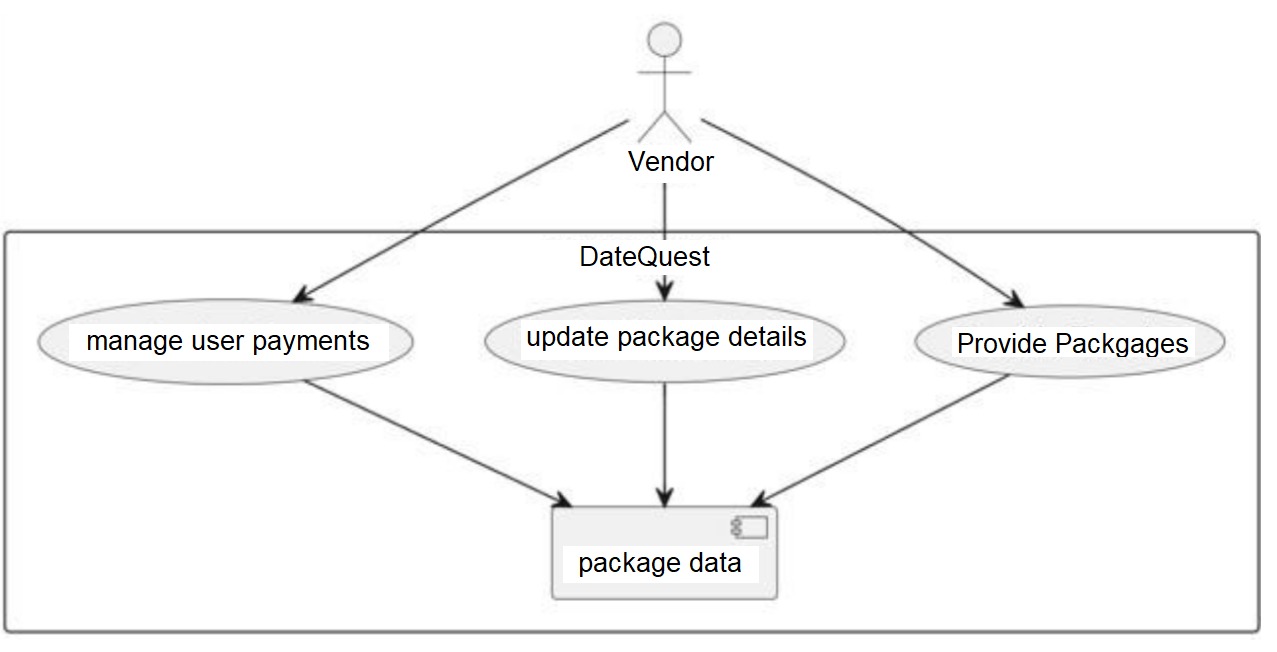 Vendor
DateQuest
manage user payments
update package details
Provide Packgages
package data